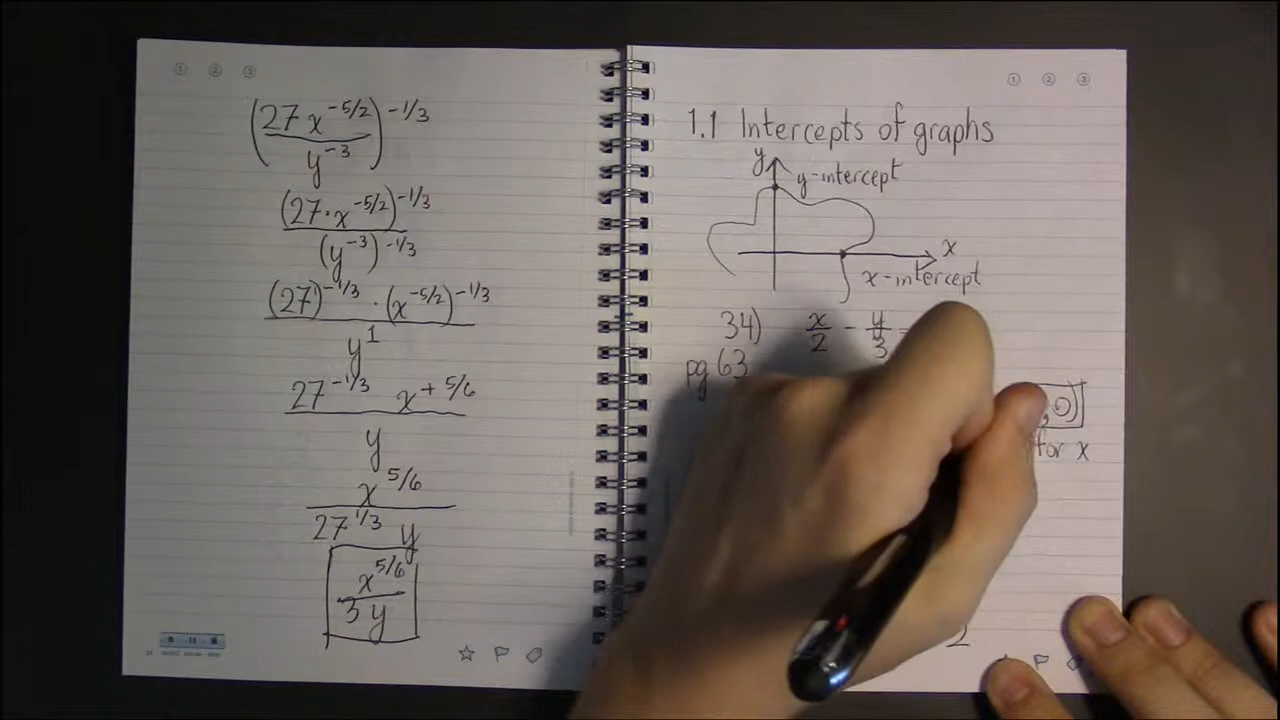 ① ② ③
(27x^-5/2 / y^-3)^-1/3
(27·x^-5/2)^-1/3 / (y^-3)^-1/3
(27)^-1/3 · (x^-5/2)^-1/3 / y^1
27^-1/3 x^+5/6 / y
x^5/6 / 27^1/3 y
x^5/6 / 3y
① ② ③
1.1 Intercepts of graphs
y y-intercept
x
x-intercept
34) x/2 - y/3
pg 63
,0)
for x
2